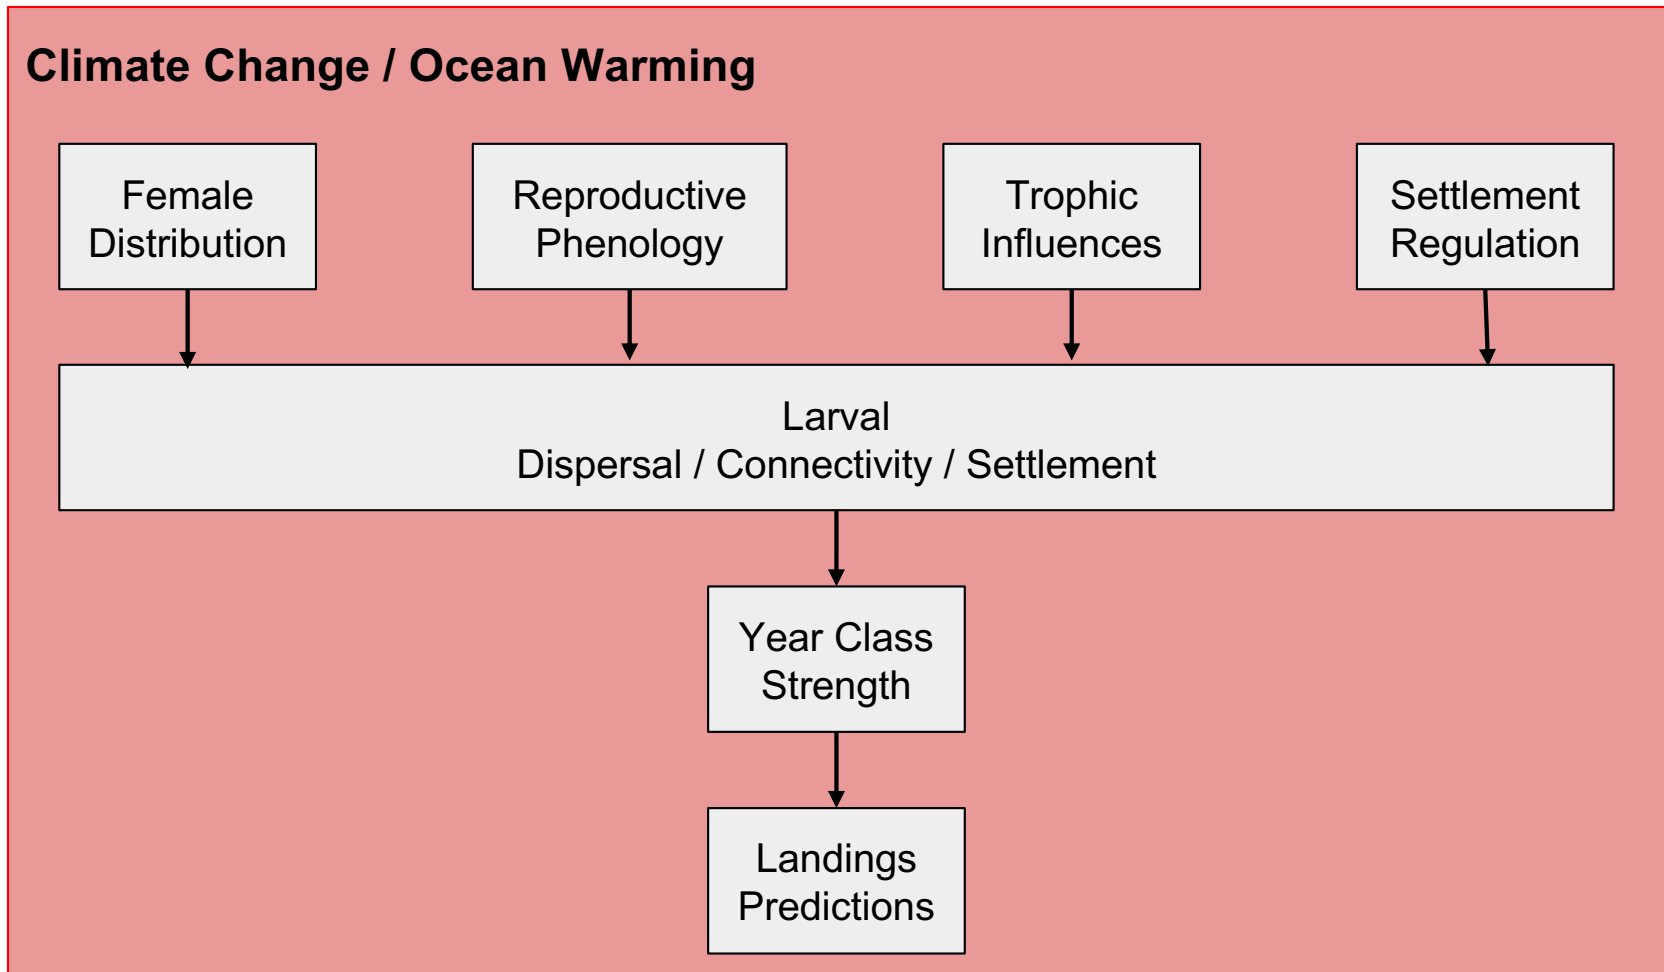 Climate Change / Ocean Warming
Female
Distribution
Reproductive
Phenology
Trophic
Influences
Settlement
Regulation
Larval
Dispersal / Connectivity / Settlement
Year Class
Strength
Landings
Predictions